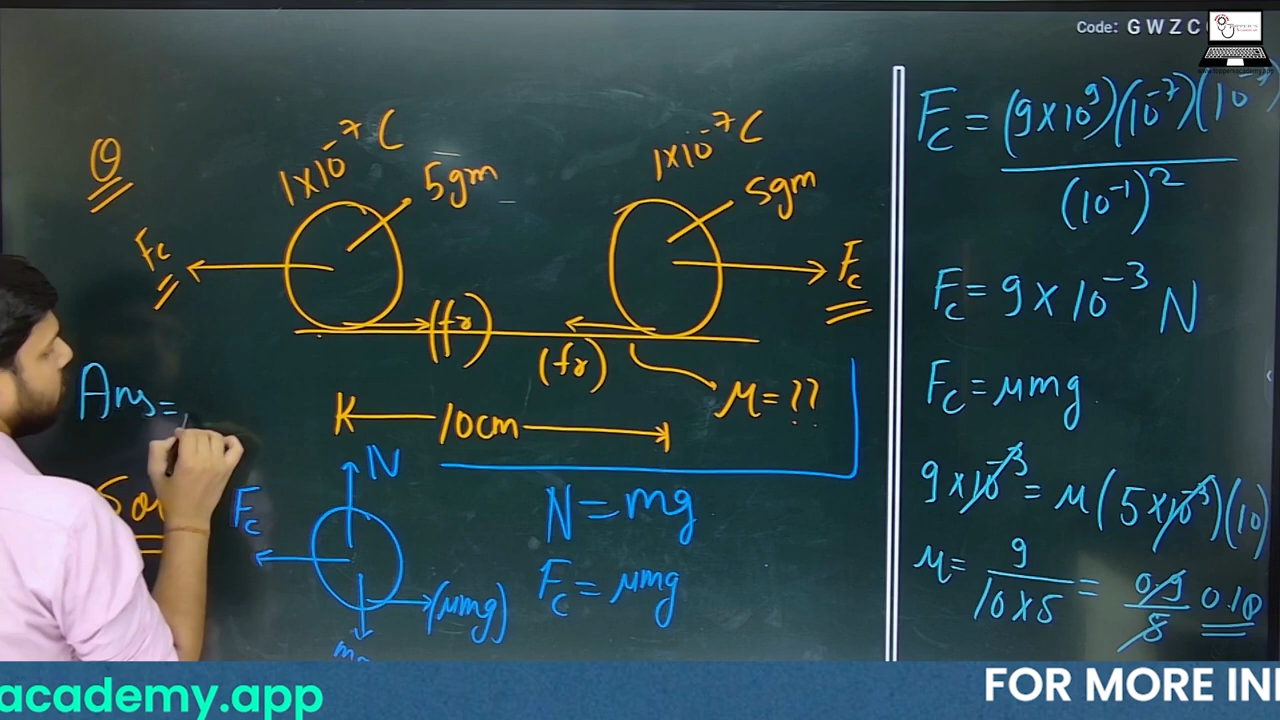 Code: G W Z C
Q
1×10⁻⁷ C
5gm
1×10⁻⁷ C
5gm
Fc
Fc
(fr)
(fr)
μ = ??
10cm
Ans =
N
Fc
(μmg)
N = mg
Fc = μmg
Fc = (9×10⁹)(10⁻⁷)(10⁻⁷
(10⁻¹)²
Fc = 9×10⁻³ N
Fc = μmg
9×10⁻³ = μ(5×10⁻³)(10)
μ = 9
10×5
= 0.9
5
0.18
academy.app
FOR MORE IN